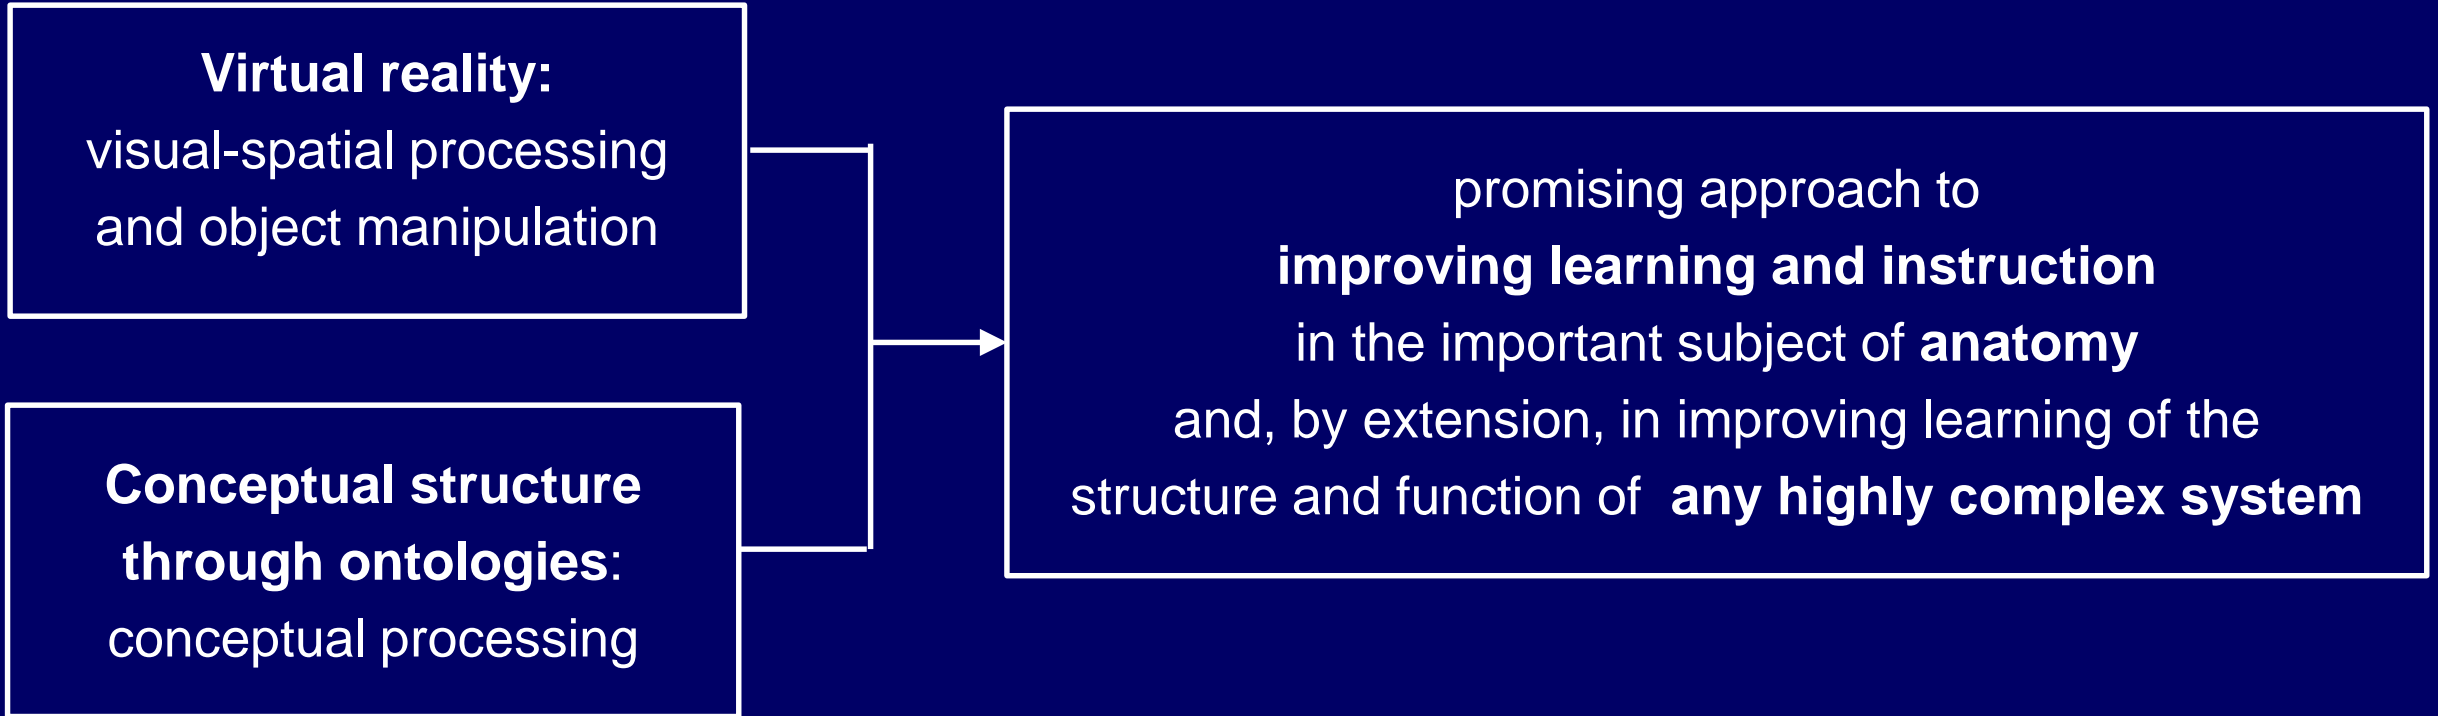 Virtual reality:
visual-spatial processing
and object manipulation
Conceptual structure
through ontologies:
conceptual processing
promising approach to
improving learning and instruction
in the important subject of anatomy
and, by extension, in improving learning of the
structure and function of any highly complex system